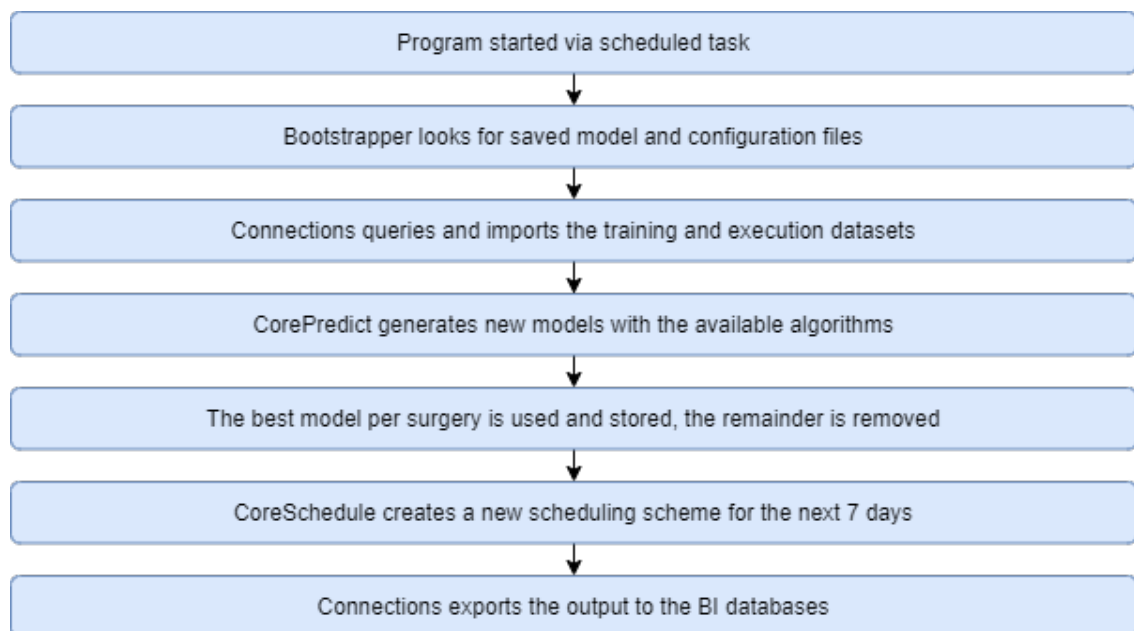 Program started via scheduled task
Bootstrapper looks for saved model and configuration files
Connections queries and imports the training and execution datasets
CorePredict generates new models with the available algorithms
The best model per surgery is used and stored, the remainder is removed
CoreSchedule creates a new scheduling scheme for the next 7 days
Connections exports the output to the BI databases